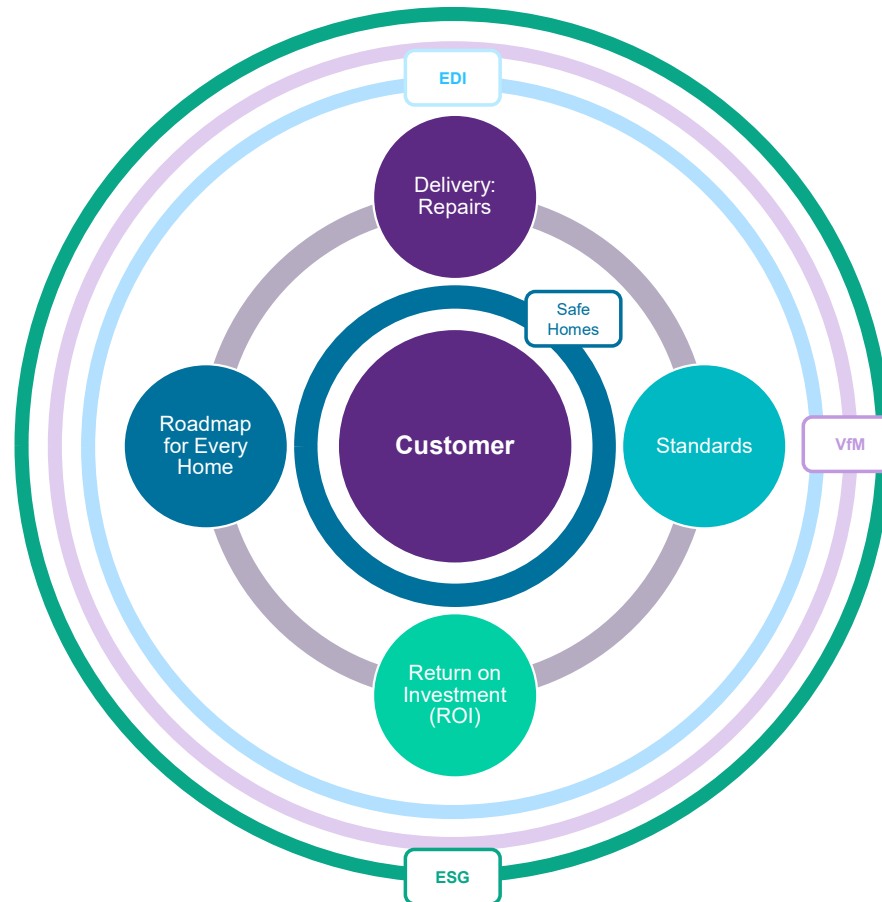 EDI
Delivery:
Repairs
Safe
Homes
Roadmap
for Every
Home
Customer
Standards
VfM
Return on
Investment
(ROI)
ESG